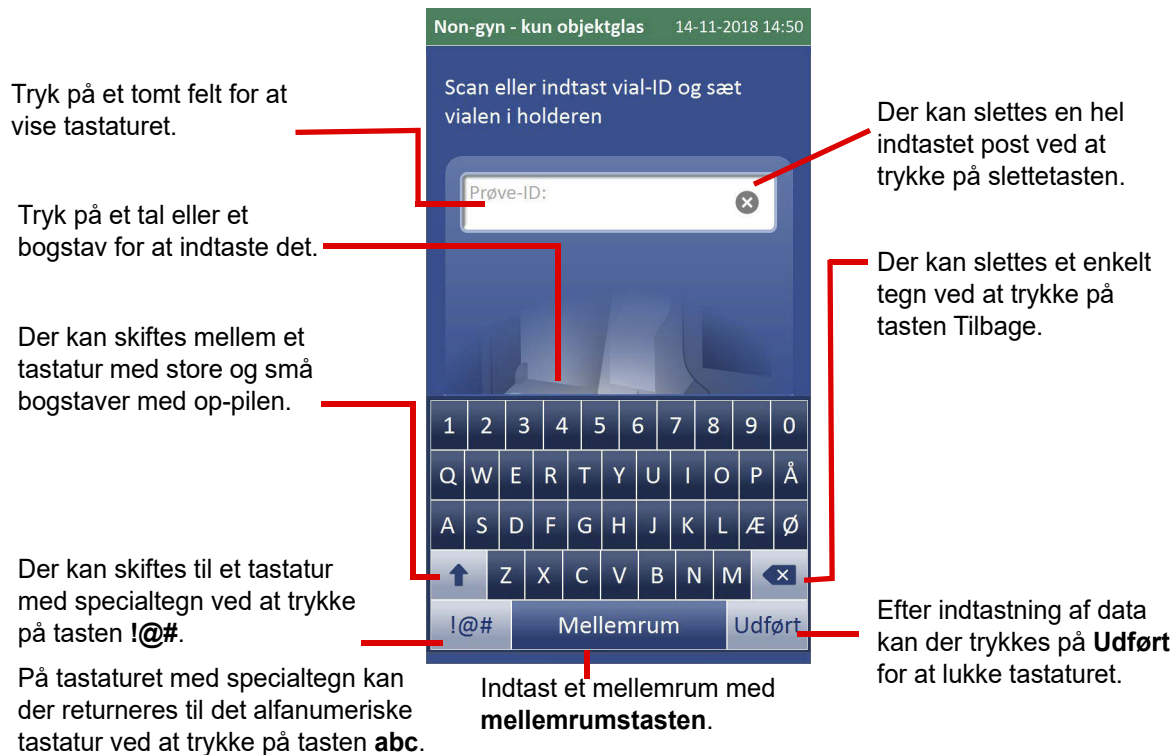 Non-gyn - kun objektglas 14-11-2018 14:50
Scan eller indtast vial-ID og sæt
vialen i holderen
Prøve-ID:
1 2 3 4 5 6 7 8 9 0
Q W E R T Y U I O P Å
A S D F G H J K L Æ Ø
Z X C V B N M
!@# Mellemrum Udført
Tryk på et tomt felt for at
vise tastaturet.
Tryk på et tal eller et
bogstav for at indtaste det.
Der kan skiftes mellem et
tastatur med store og små
bogstaver med op-pilen.
Der kan skiftes til et tastatur
med specialtegn ved at trykke
på tasten !@#.
På tastaturet med specialtegn kan
der returneres til det alfanumeriske
tastatur ved at trykke på tasten abc.
Indtast et mellemrum med
mellemrumstasten.
Der kan slettes en hel
indtastet post ved at
trykke på slettetasten.
Der kan slettes et enkelt
tegn ved at trykke på
tasten Tilbage.
Efter indtastning af data
kan der trykkes på Udført
for at lukke tastaturet.